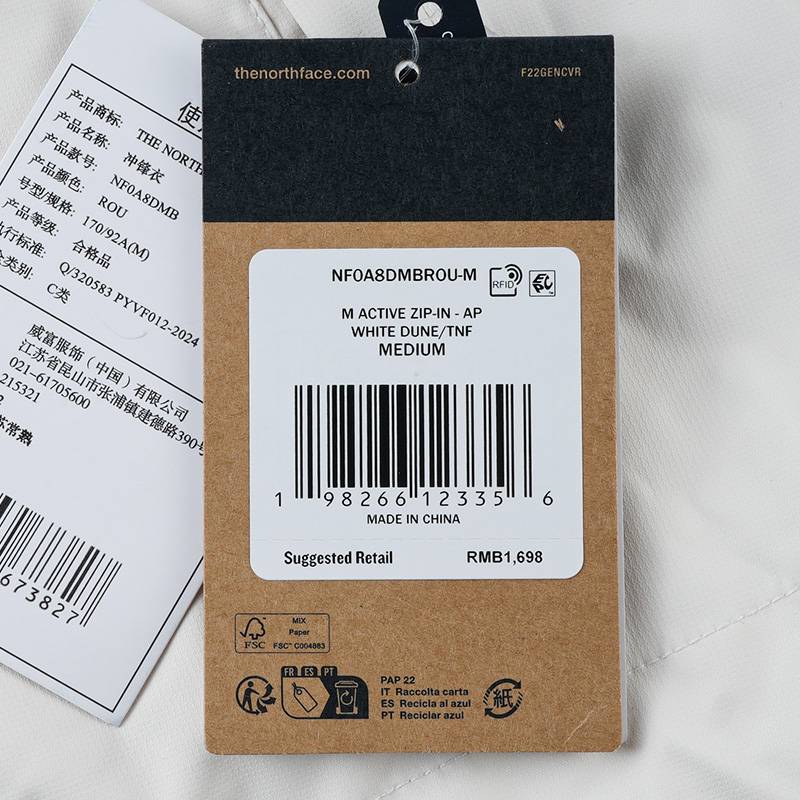 thenorthface.com
F22GENCVR
NF0A8DMBROU-M
RFID
EPC
M ACTIVE ZIP-IN - AP
WHITE DUNE/TNF
MEDIUM
1 98266 12335 6
MADE IN CHINA
Suggested Retail RMB1,698
FSC
MIX
Paper
FSC™ C004883
FR ES PT
PAP 22
IT Raccolta carta
ES Recicla al azul
PT Reciclar azul
紙
产品商标: THE NORTH
产品名称: 冲锋衣
产品款号: NF0A8DMB
产品颜色: ROU
号型/规格: 170/92A(M)
产品等级: 合格品
执行标准: Q/320583 PYVF012-2024
类别: C类
威富服饰（中国）有限公司
江苏省昆山市张浦镇建德路390号
021-61705600
215321
常熟
673827